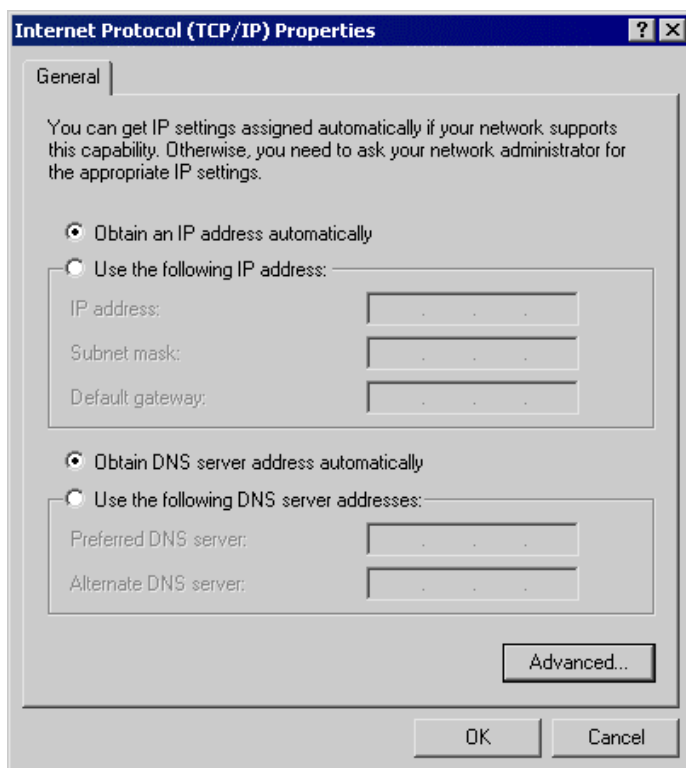 Internet Protocol (TCP/IP) Properties
General
You can get IP settings assigned automatically if your network supports
this capability. Otherwise, you need to ask your network administrator for
the appropriate IP settings.
Obtain an IP address automatically
Use the following IP address:
IP address:
Subnet mask:
Default gateway:
Obtain DNS server address automatically
Use the following DNS server addresses:
Preferred DNS server:
Alternate DNS server:
Advanced...
OK
Cancel